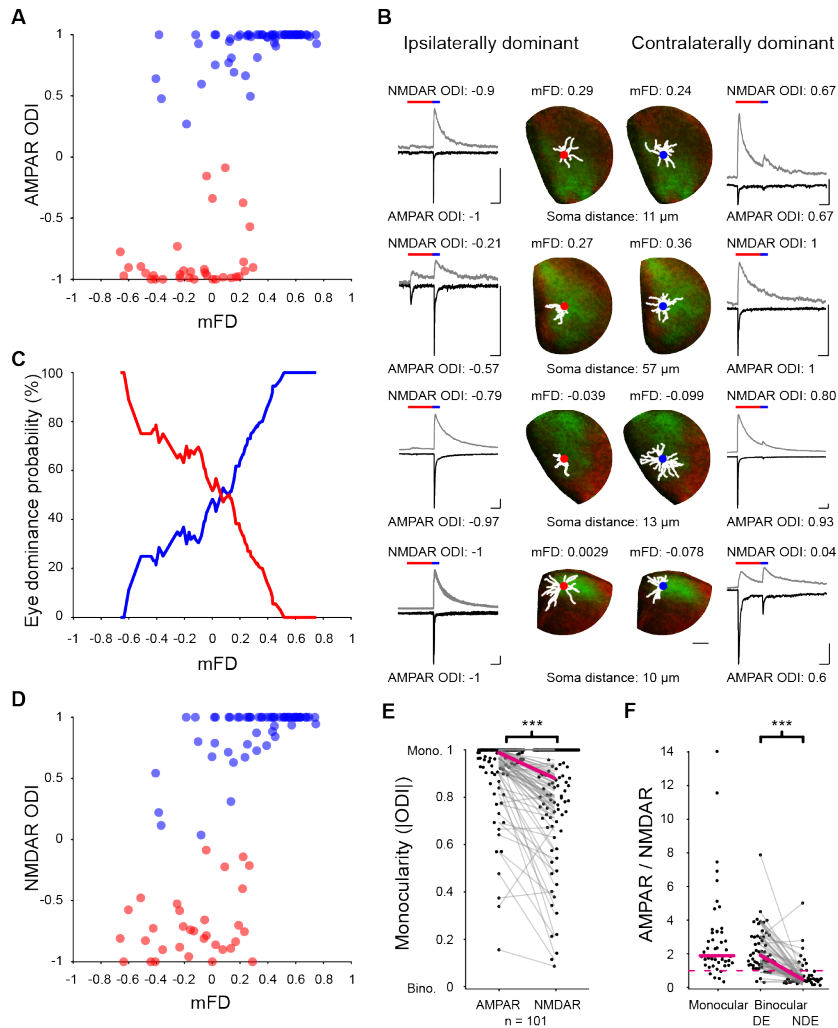 A
AMPAR ODI
1
0.5
0
-0.5
-1
-1 -0.8 -0.6 -0.4 -0.2 0 0.2 0.4 0.6 0.8 1
mFD
B
Ipsilaterally dominant Contralaterally dominant
NMDAR ODI: -0.9 mFD: 0.29 mFD: 0.24 NMDAR ODI: 0.67
AMPAR ODI: -1 Soma distance: 11 µm AMPAR ODI: 0.67
NMDAR ODI: -0.21 mFD: 0.27 mFD: 0.36 NMDAR ODI: 1
AMPAR ODI: -0.57 Soma distance: 57 µm AMPAR ODI: 1
NMDAR ODI: -0.79 mFD: -0.039 mFD: -0.099 NMDAR ODI: 0.80
AMPAR ODI: -0.97 Soma distance: 13 µm AMPAR ODI: 0.93
NMDAR ODI: -1 mFD: 0.0029 mFD: -0.078 NMDAR ODI: 0.04
AMPAR ODI: -1 Soma distance: 10 µm AMPAR ODI: 0.6
C
Eye dominance probability (%)
100
80
60
40
20
0
-1 -0.8 -0.6 -0.4 -0.2 0 0.2 0.4 0.6 0.8 1
mFD
D
NMDAR ODI
1
0.5
0
-0.5
-1
-1 -0.8 -0.6 -0.4 -0.2 0 0.2 0.4 0.6 0.8 1
mFD
E
***
Monocularity (|ODI|)
Mono. 1
0.8
0.6
0.4
0.2
Bino. 0
AMPAR NMDAR
n = 101
F
***
AMPAR / NMDAR
14
12
10
8
6
4
2
0
Monocular Binocular
DE NDE